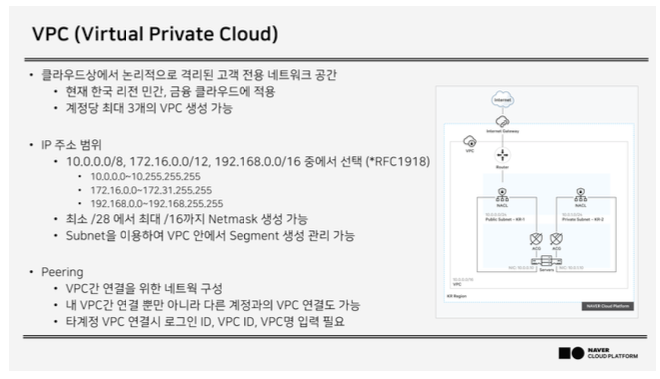 VPC (Virtual Private Cloud)
• 클라우드상에서 논리적으로 격리된 고객 전용 네트워크 공간
• 현재 한국 리전 민간, 금융 클라우드에 적용
• 계정당 최대 3개의 VPC 생성 가능
• IP 주소 범위
• 10.0.0.0/8, 172.16.0.0/12, 192.168.0.0/16 중에서 선택 (*RFC1918)
• 10.0.0.0~10.255.255.255
• 172.16.0.0~172.31.255.255
• 192.168.0.0~192.168.255.255
• 최소 /28 에서 최대 /16까지 Netmask 생성 가능
• Subnet을 이용하여 VPC 안에서 Segment 생성 관리 가능
• Peering
• VPC간 연결을 위한 네트웍 구성
• 내 VPC간 연결 뿐만 아니라 다른 계정과의 VPC 연결도 가능
• 타계정 VPC 연결시 로그인 ID, VPC ID, VPC명 입력 필요
Internet
Internet Gateway
VPC
Router
NACL
NACL
Public Subnet - KR-1
Private Subnet - KR-2
ACG
ACG
Servers
VPC
KR Region
NAVER Cloud Platform
NAVER
CLOUD PLATFORM